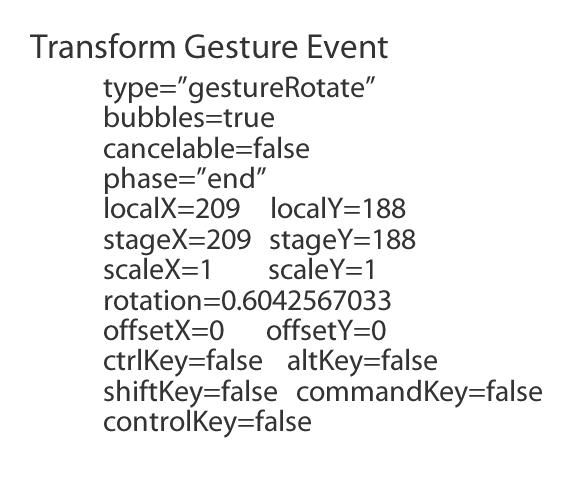 Transform Gesture Event
type=”gestureRotate”
bubbles=true
cancelable=false
phase=”end”
localX=209 localY=188
stageX=209 stageY=188
scaleX=1 scaleY=1
rotation=0.6042567033
offsetX=0 offsetY=0
ctrlKey=false altKey=false
shiftKey=false commandKey=false
controlKey=false